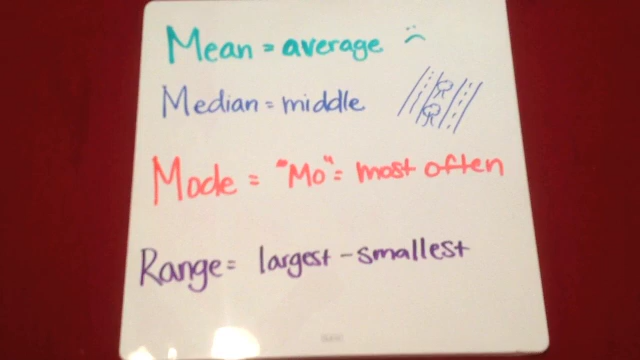 Mean = average
Median = middle
Mode = "Mo" = most often
Range = largest - smallest